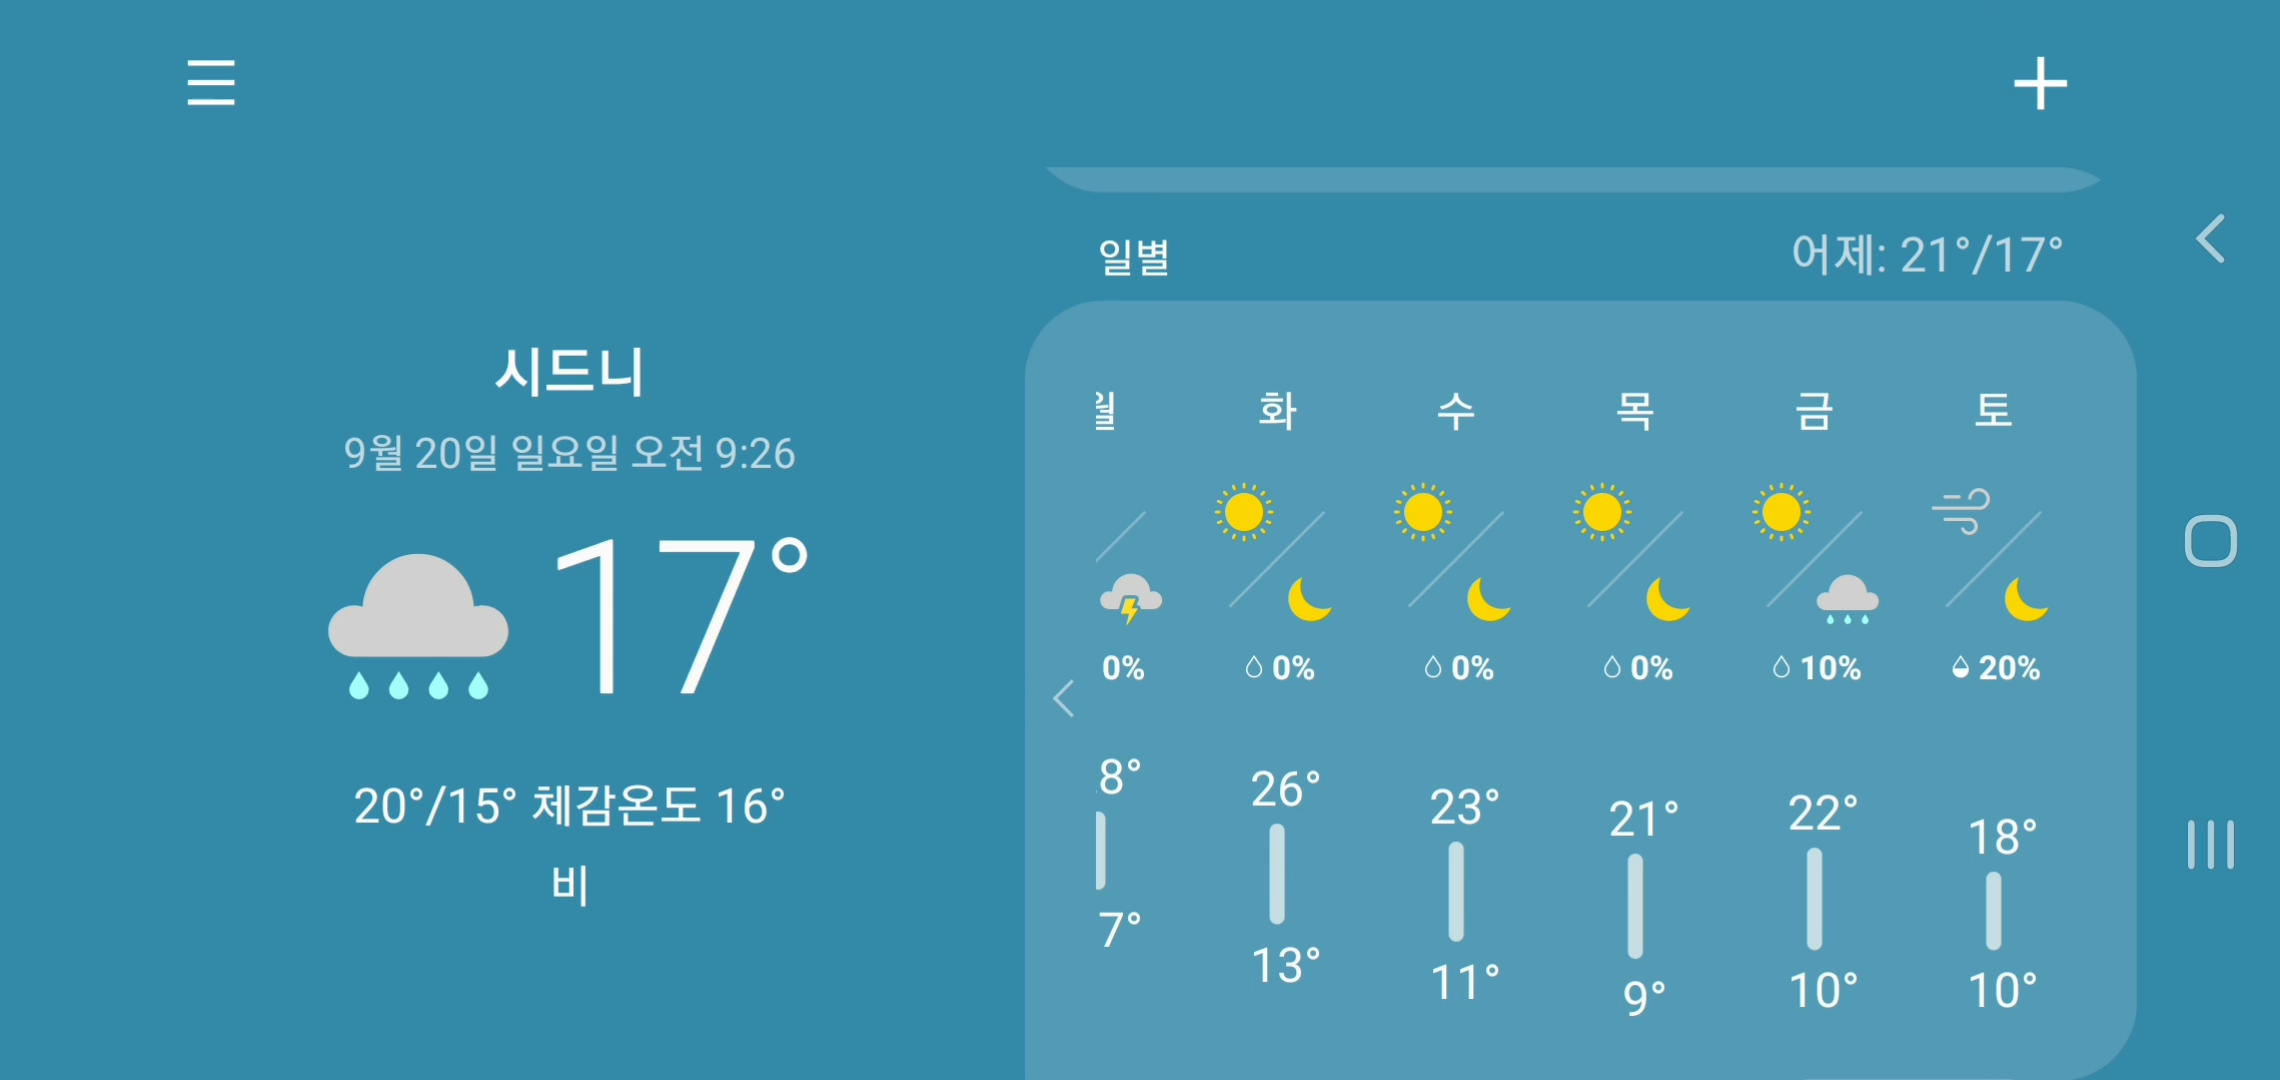 시드니
9월 20일 일요일 오전 9:26
17°
20°/15° 체감온도 16°
비
일별 어제: 21°/17°
화 수 목 금 토
0% 0% 0% 0% 10% 20%
8° 26° 23° 21° 22° 18°
7° 13° 11° 9° 10° 10°